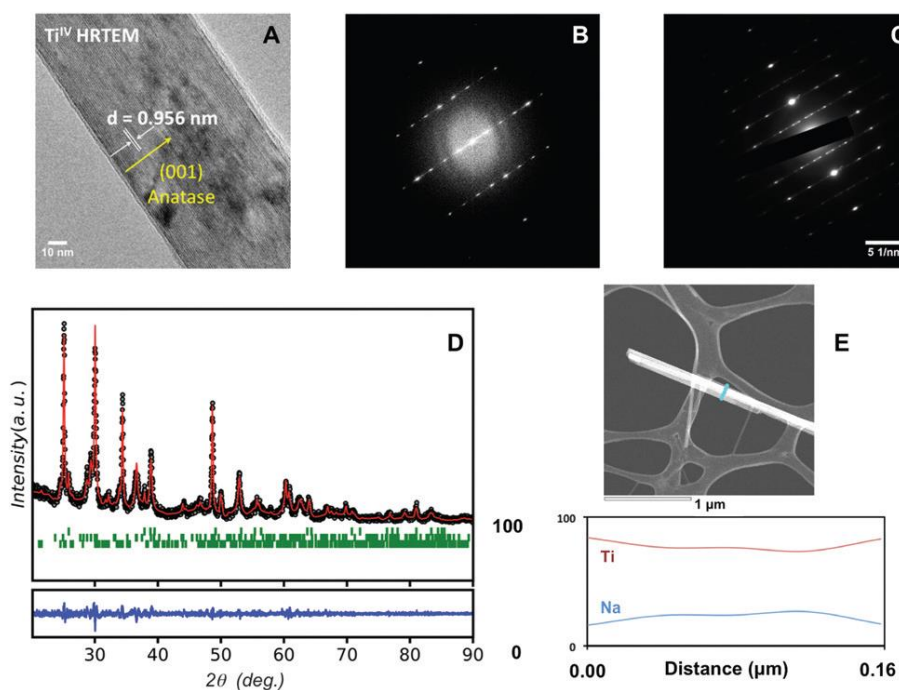 Ti^IV HRTEM
A
d = 0.956 nm
(001)
Anatase
10 nm
B
C
5 1/nm
D
Intensity(a.u.)
30 40 50 60 70 80 90
2θ (deg.)
E
1 μm
100
0
100
Ti
Na
0
0.00 Distance (μm) 0.16